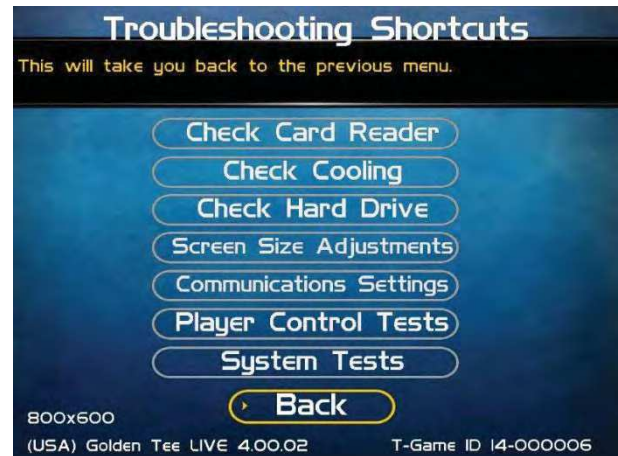 Troubleshooting Shortcuts
This will take you back to the previous menu.
Check Card Reader
Check Cooling
Check Hard Drive
Screen Size Adjustments
Communications Settings
Player Control Tests
System Tests
Back
800x600
(USA) Golden Tee LIVE 4.00.02
T-Game ID 14-000006